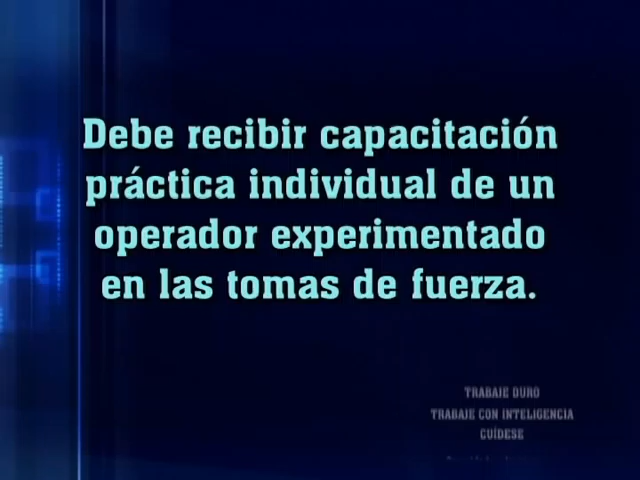 Debe recibir capacitación
práctica individual de un
operador experimentado
en las tomas de fuerza.
TRABAJE DURO
TRABAJE CON INTELIGENCIA
CUÍDESE